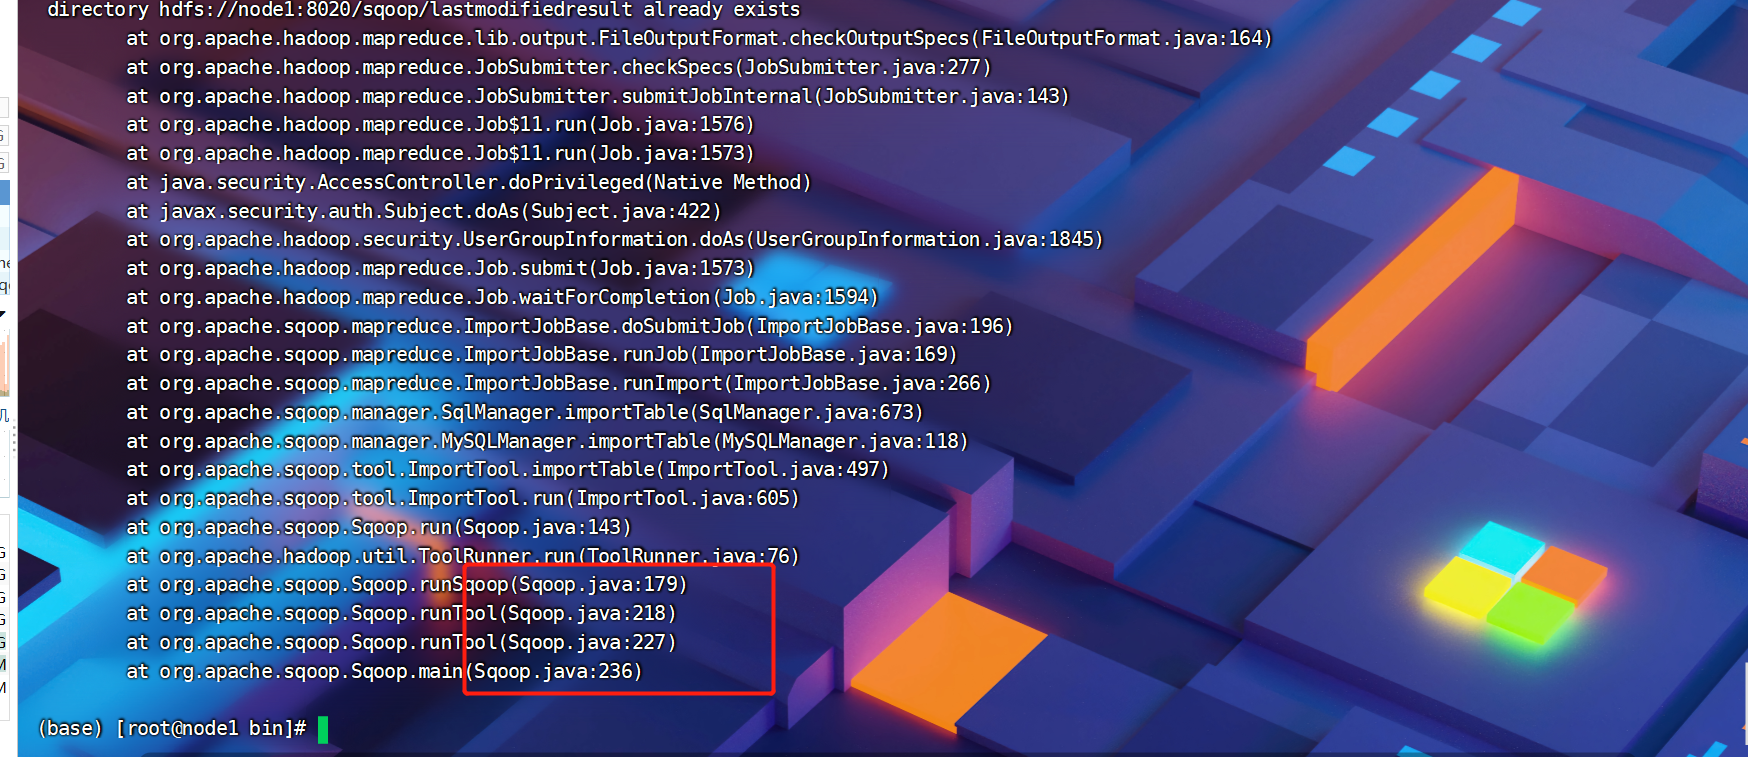 directory hdfs://node1:8020/sqoop/lastmodifiedresult already exists
at org.apache.hadoop.mapreduce.lib.output.FileOutputFormat.checkOutputSpecs(FileOutputFormat.java:164)
at org.apache.hadoop.mapreduce.JobSubmitter.checkSpecs(JobSubmitter.java:277)
at org.apache.hadoop.mapreduce.JobSubmitter.submitJobInternal(JobSubmitter.java:143)
at org.apache.hadoop.mapreduce.Job$11.run(Job.java:1576)
at org.apache.hadoop.mapreduce.Job$11.run(Job.java:1573)
at java.security.AccessController.doPrivileged(Native Method)
at javax.security.auth.Subject.doAs(Subject.java:422)
at org.apache.hadoop.security.UserGroupInformation.doAs(UserGroupInformation.java:1845)
at org.apache.hadoop.mapreduce.Job.submit(Job.java:1573)
at org.apache.hadoop.mapreduce.Job.waitForCompletion(Job.java:1594)
at org.apache.sqoop.mapreduce.ImportJobBase.doSubmitJob(ImportJobBase.java:196)
at org.apache.sqoop.mapreduce.ImportJobBase.runJob(ImportJobBase.java:169)
at org.apache.sqoop.mapreduce.ImportJobBase.runImport(ImportJobBase.java:266)
at org.apache.sqoop.manager.SqlManager.importTable(SqlManager.java:673)
at org.apache.sqoop.manager.MySQLManager.importTable(MySQLManager.java:118)
at org.apache.sqoop.tool.ImportTool.importTable(ImportTool.java:497)
at org.apache.sqoop.tool.ImportTool.run(ImportTool.java:605)
at org.apache.sqoop.Sqoop.run(Sqoop.java:143)
at org.apache.hadoop.util.ToolRunner.run(ToolRunner.java:76)
at org.apache.sqoop.Sqoop.runSqoop(Sqoop.java:179)
at org.apache.sqoop.Sqoop.runTool(Sqoop.java:218)
at org.apache.sqoop.Sqoop.runTool(Sqoop.java:227)
at org.apache.sqoop.Sqoop.main(Sqoop.java:236)
(base) [root@node1 bin]#